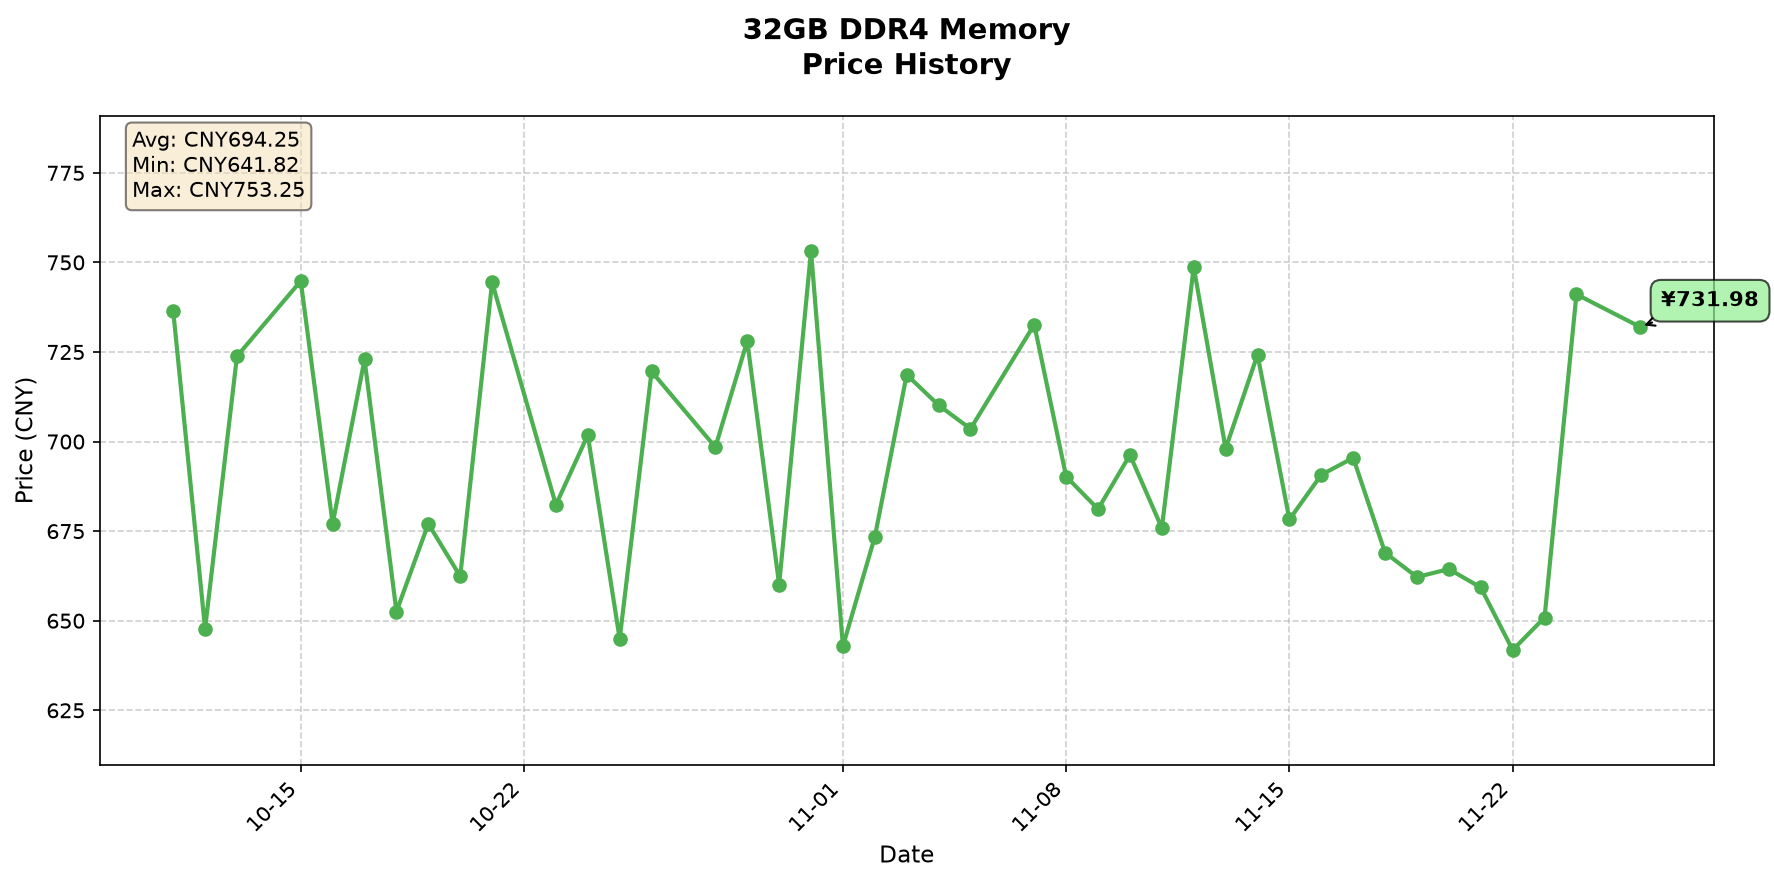 32GB DDR4 Memory
Price History
Avg: CNY694.25
Min: CNY641.82
Max: CNY753.25
¥731.98
775
750
725
700
675
650
625
Price (CNY)
10-15
10-22
11-01
11-08
11-15
11-22
Date